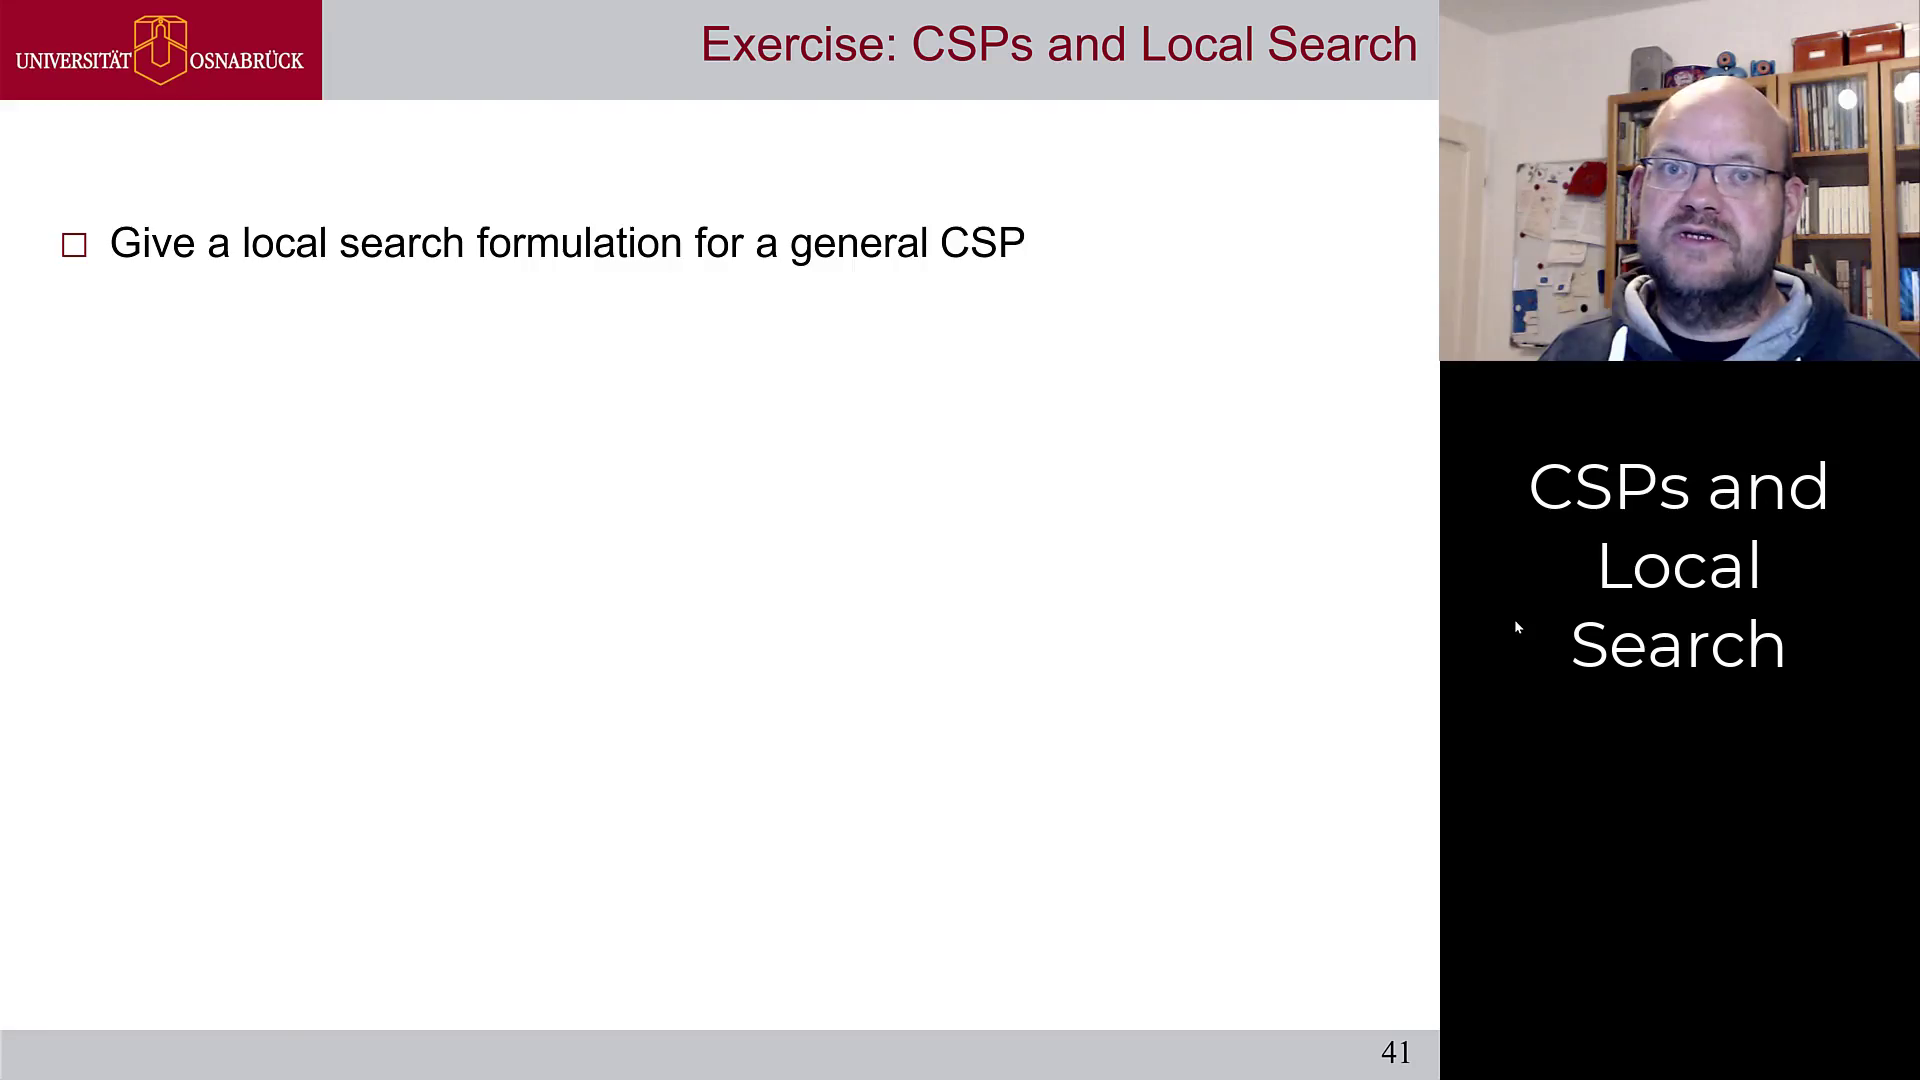 UNIVERSITÄT OSNABRÜCK
Exercise: CSPs and Local Search
Give a local search formulation for a general CSP
CSPs and
Local
Search
41